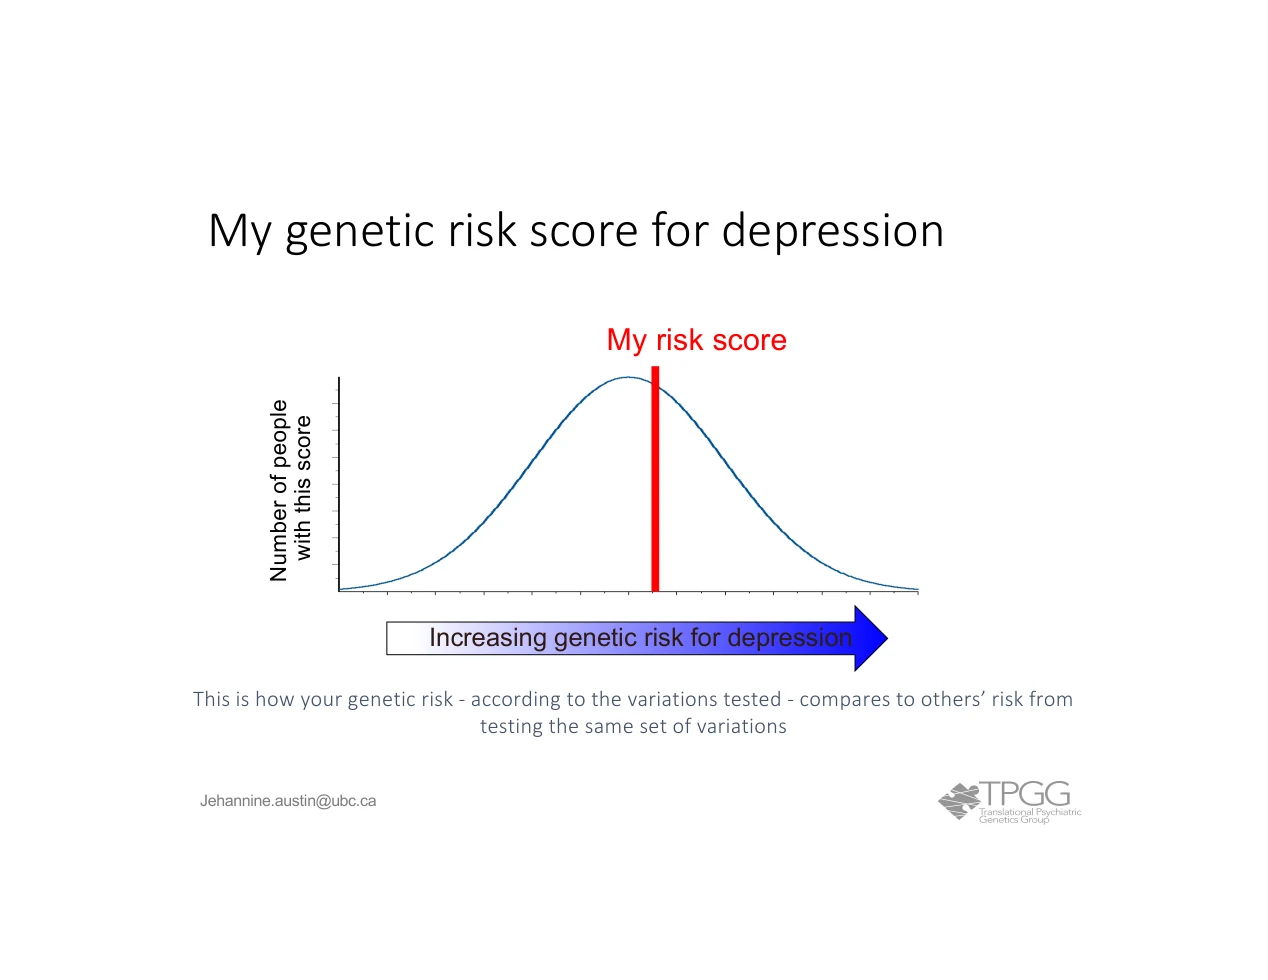 My genetic risk score for depression
My risk score
Number of people
with this score
Increasing genetic risk for depression
This is how your genetic risk - according to the variations tested - compares to others’ risk from
testing the same set of variations
Jehannine.austin@ubc.ca
TPGG
Translational Psychiatric
Genetics Group